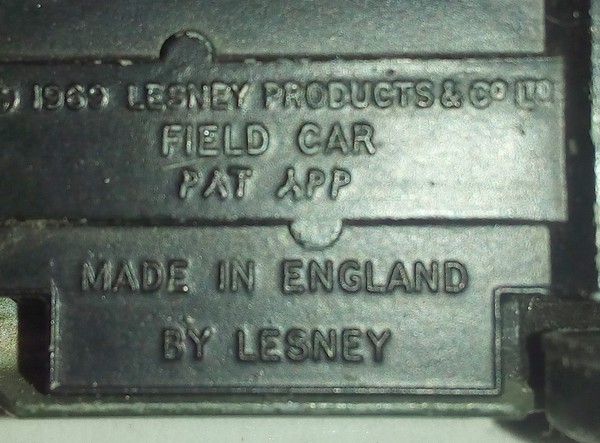 © 1969 LESNEY PRODUCTS & Cº LTD
FIELD CAR
PAT APP
MADE IN ENGLAND
BY LESNEY